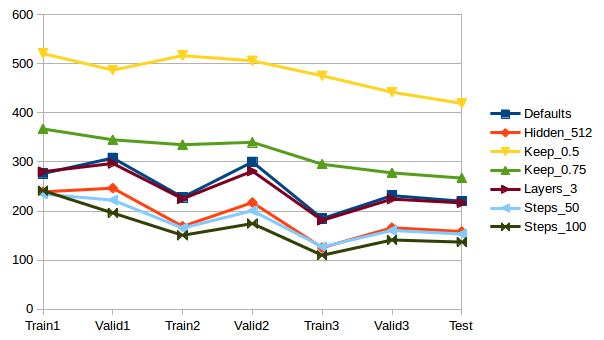 600
500
400
300
200
100
0
Train1 Valid1 Train2 Valid2 Train3 Valid3 Test
Defaults
Hidden_512
Keep_0.5
Keep_0.75
Layers_3
Steps_50
Steps_100